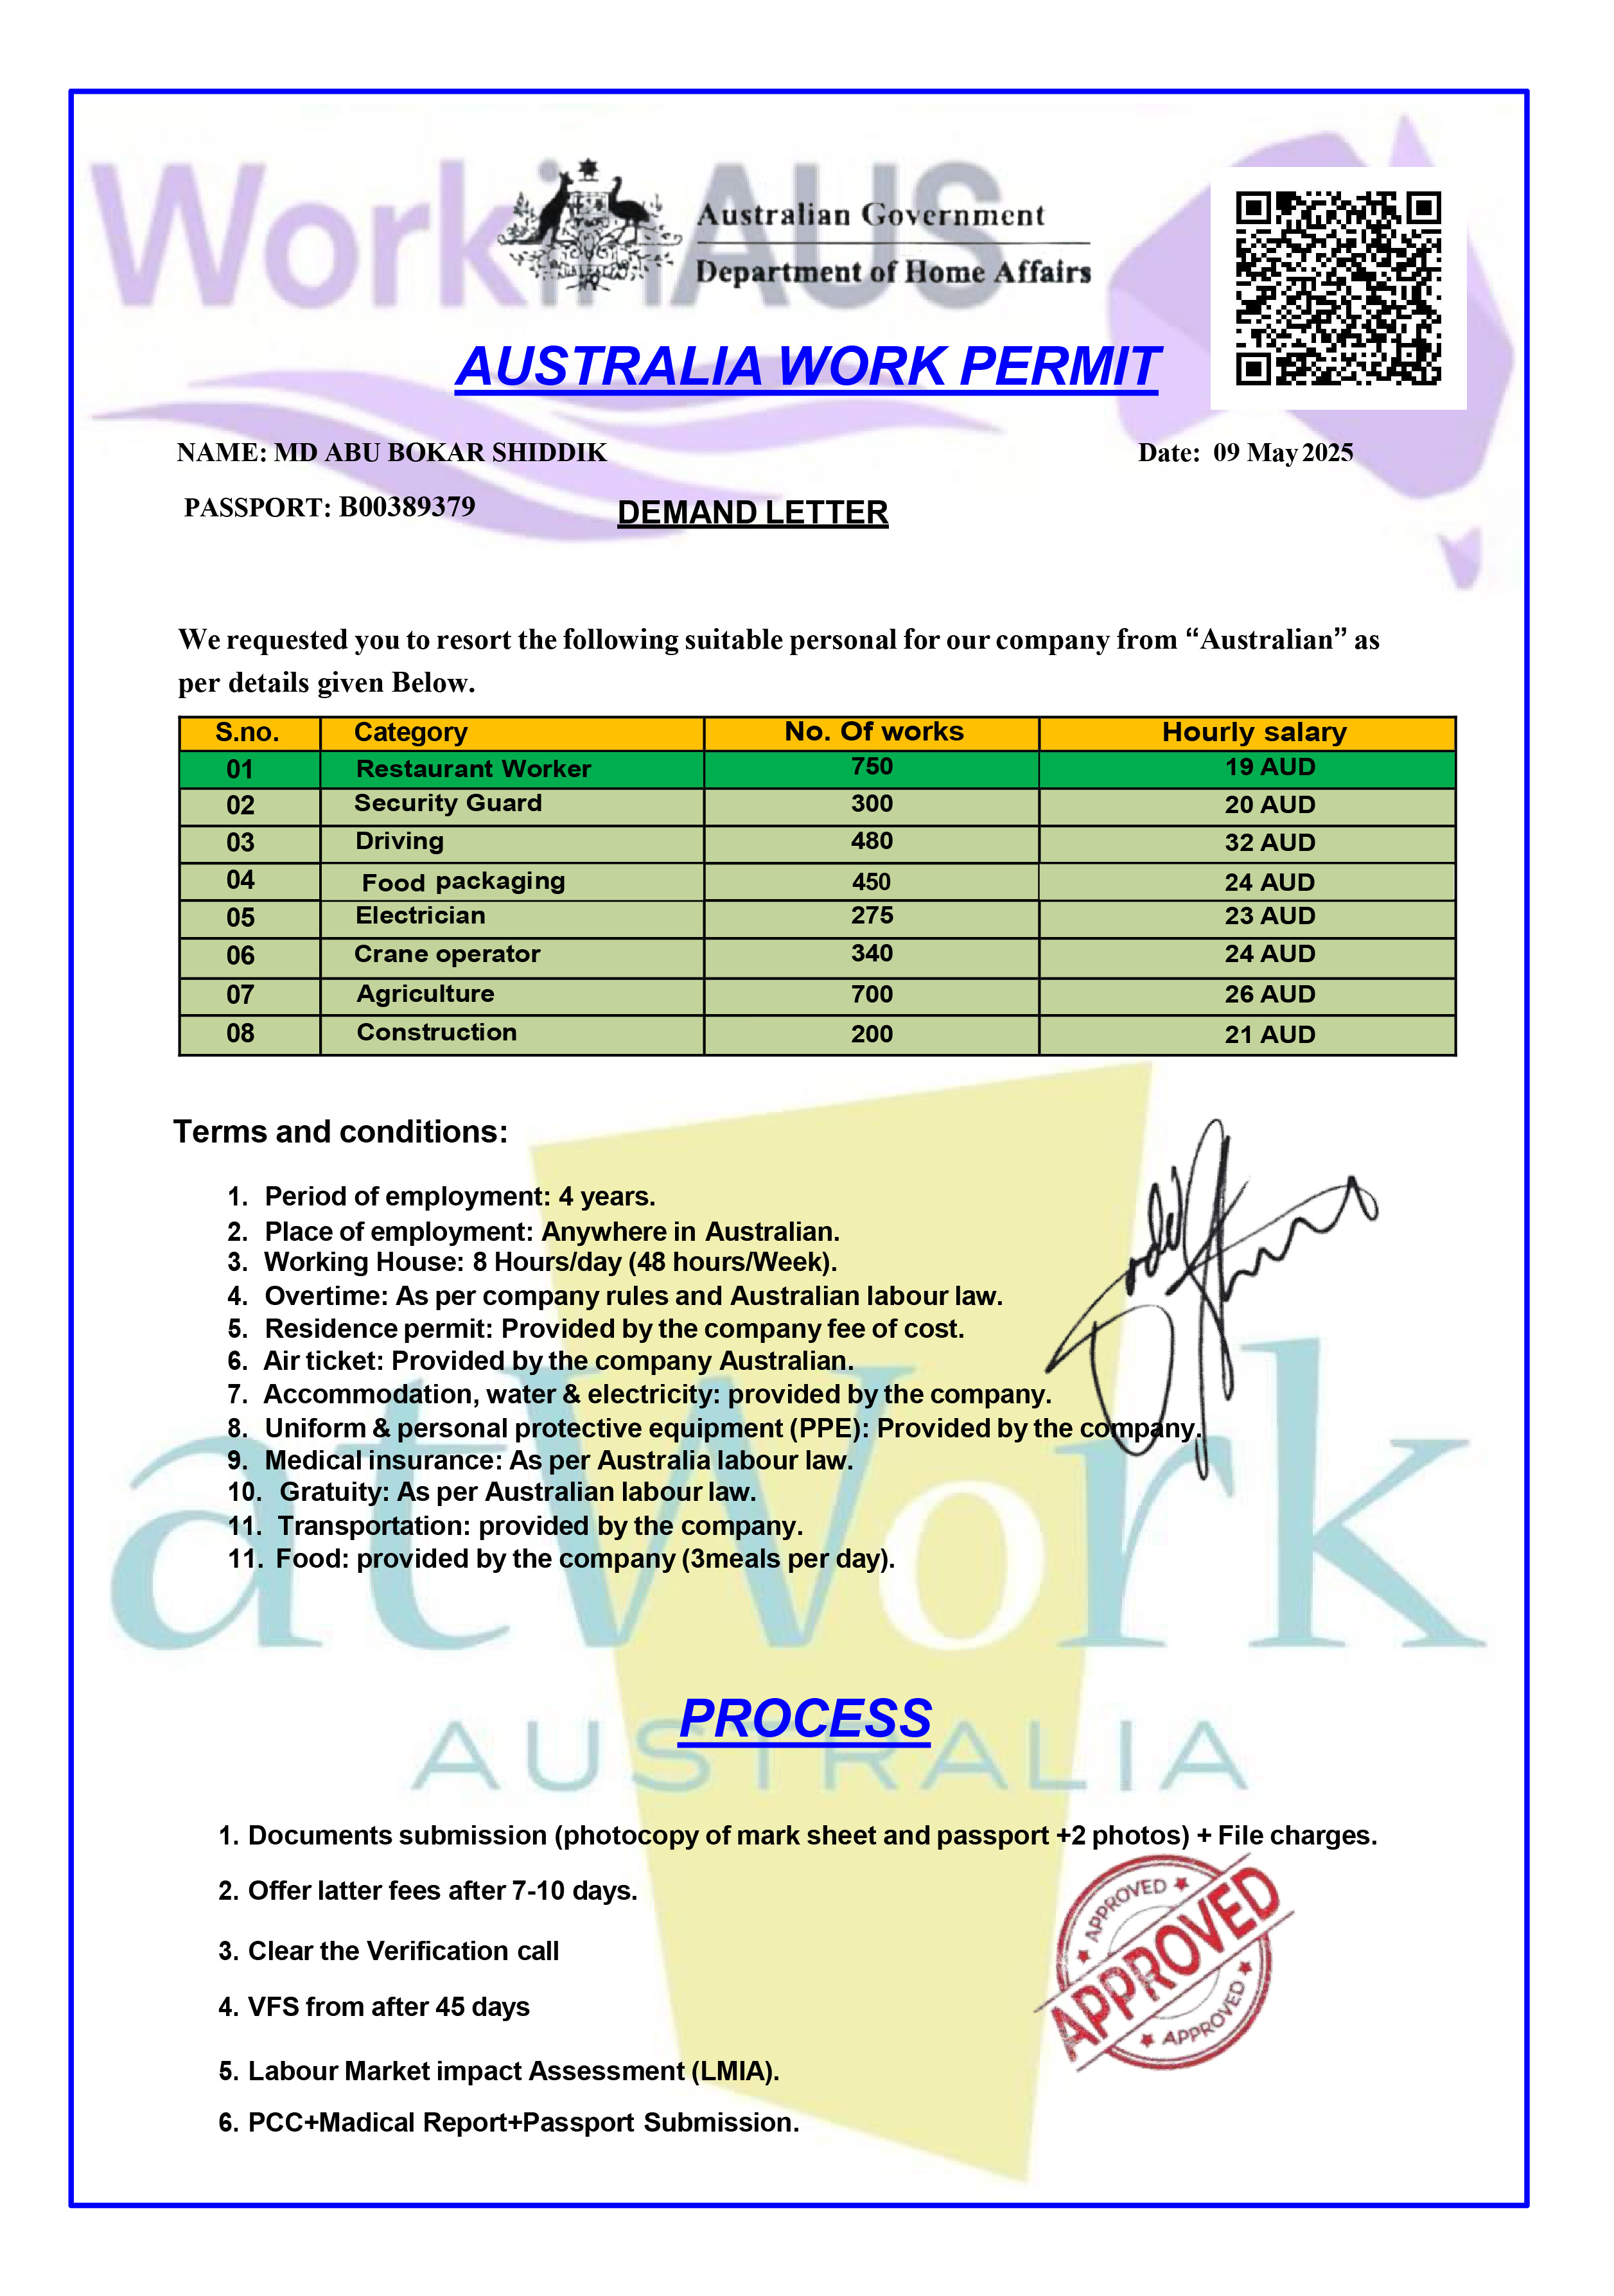 WorkinAUS
Australian Government
Department of Home Affairs
AUSTRALIA WORK PERMIT
NAME: MD ABU BOKAR SHIDDIK Date: 09 May 2025
PASSPORT: B00389379 DEMAND LETTER
We requested you to resort the following suitable personal for our company from “Australian” as
per details given Below.
S.no. Category No. Of works Hourly salary
01 Restaurant Worker 750 19 AUD
02 Security Guard 300 20 AUD
03 Driving 480 32 AUD
04 Food packaging 450 24 AUD
05 Electrician 275 23 AUD
06 Crane operator 340 24 AUD
07 Agriculture 700 26 AUD
08 Construction 200 21 AUD
Terms and conditions:
1. Period of employment: 4 years.
2. Place of employment: Anywhere in Australian.
3. Working House: 8 Hours/day (48 hours/Week).
4. Overtime: As per company rules and Australian labour law.
5. Residence permit: Provided by the company fee of cost.
6. Air ticket: Provided by the company Australian.
7. Accommodation, water & electricity: provided by the company.
8. Uniform & personal protective equipment (PPE): Provided by the company.
9. Medical insurance: As per Australia labour law.
10. Gratuity: As per Australian labour law.
11. Transportation: provided by the company.
11. Food: provided by the company (3meals per day).
atWork
AUSTRALIA
PROCESS
1. Documents submission (photocopy of mark sheet and passport +2 photos) + File charges.
2. Offer latter fees after 7-10 days.
3. Clear the Verification call
4. VFS from after 45 days
5. Labour Market impact Assessment (LMIA).
6. PCC+Madical Report+Passport Submission.
APPROVED
APPROVED
APPROVED